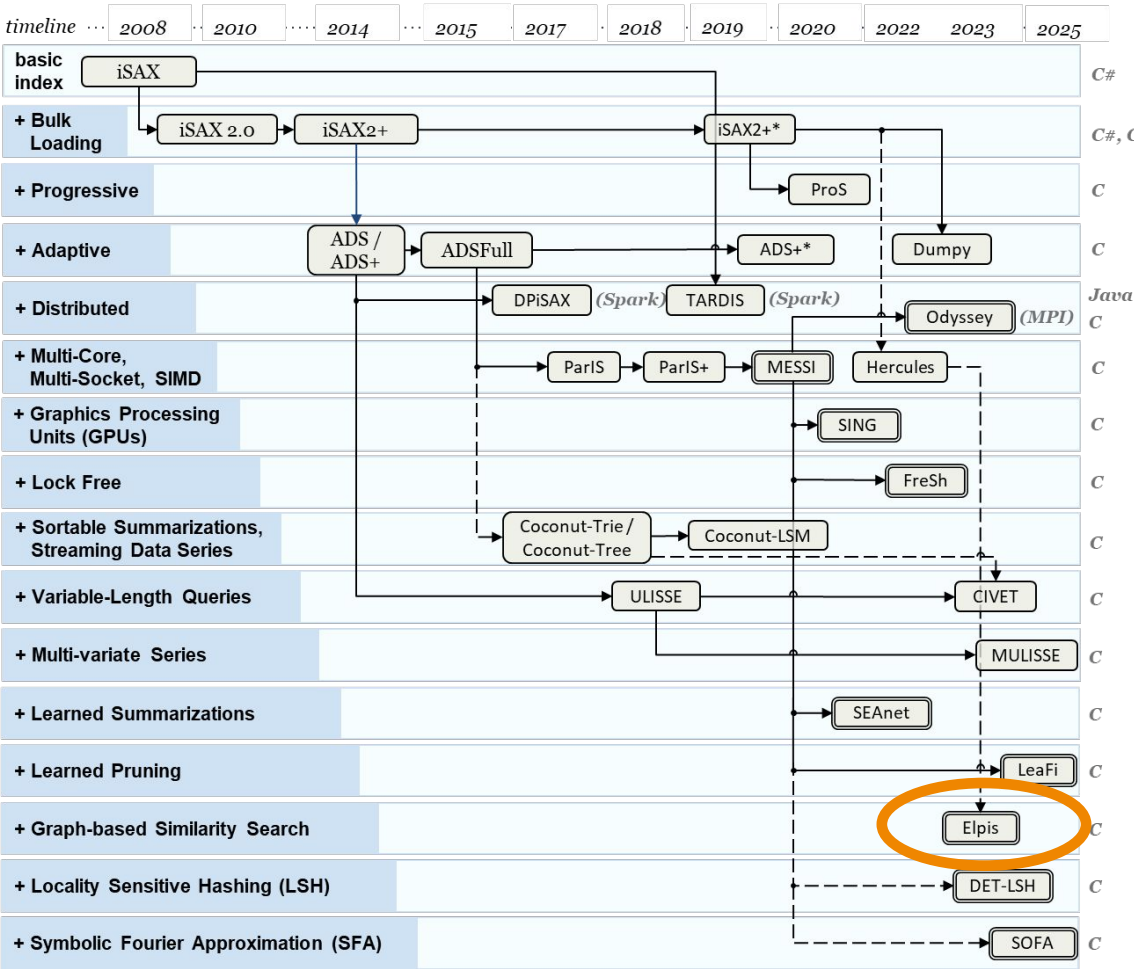 timeline ... 2008 ... 2010 ... 2014 ... 2015 ... 2017 ... 2018 ... 2019 ... 2020 ... 2022 2023 ... 2025
basic
index
iSAX
C#
+ Bulk
Loading
iSAX 2.0
iSAX2+
iSAX2+*
C#, C
+ Progressive
ProS
C
+ Adaptive
ADS /
ADS+
ADSFull
ADS+*
Dumpy
C
+ Distributed
DPiSAX
(Spark)
TARDIS
(Spark)
Odyssey
(MPI)
Java
C
+ Multi-Core,
Multi-Socket, SIMD
ParIS
ParIS+
MESSI
Hercules
C
+ Graphics Processing
Units (GPUs)
SING
C
+ Lock Free
FreSh
C
+ Sortable Summarizations,
Streaming Data Series
Coconut-Trie/
Coconut-Tree
Coconut-LSM
C
+ Variable-Length Queries
ULISSE
CIVET
C
+ Multi-variate Series
MULISSE
C
+ Learned Summarizations
SEAnet
C
+ Learned Pruning
LeaFi
C
+ Graph-based Similarity Search
Elpis
C
+ Locality Sensitive Hashing (LSH)
DET-LSH
C
+ Symbolic Fourier Approximation (SFA)
SOFA
C